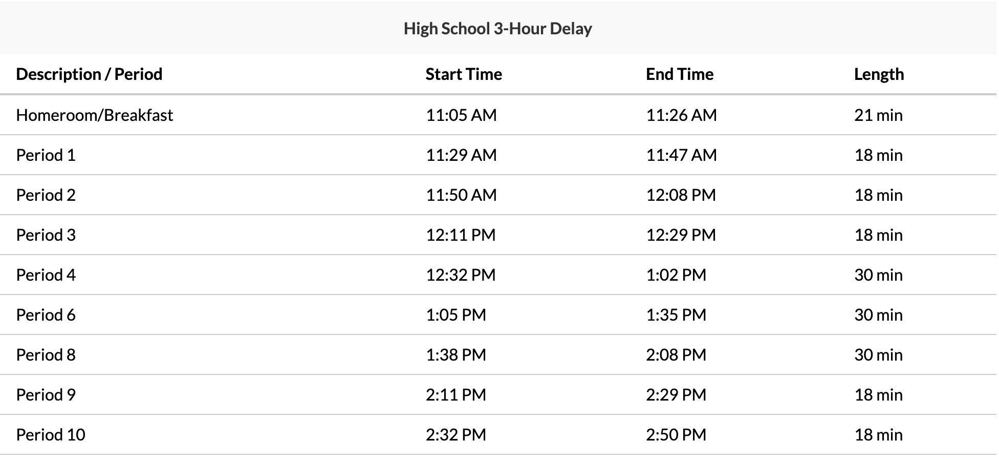 High School 3-Hour Delay
Description / Period Start Time End Time Length
Homeroom/Breakfast 11:05 AM 11:26 AM 21 min
Period 1 11:29 AM 11:47 AM 18 min
Period 2 11:50 AM 12:08 PM 18 min
Period 3 12:11 PM 12:29 PM 18 min
Period 4 12:32 PM 1:02 PM 30 min
Period 6 1:05 PM 1:35 PM 30 min
Period 8 1:38 PM 2:08 PM 30 min
Period 9 2:11 PM 2:29 PM 18 min
Period 10 2:32 PM 2:50 PM 18 min